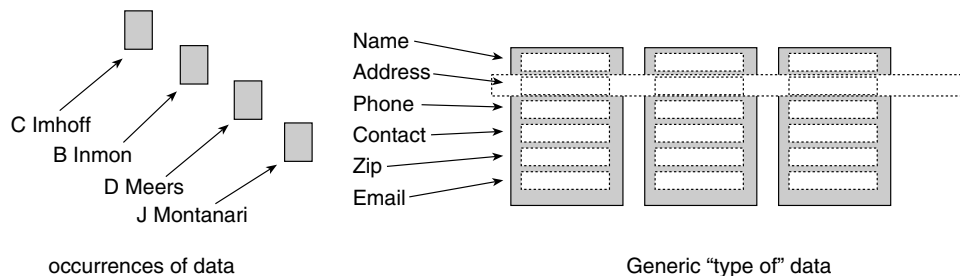 C Imhoff
B Inmon
D Meers
J Montanari
occurrences of data
Name
Address
Phone
Contact
Zip
Email
Generic “type of” data